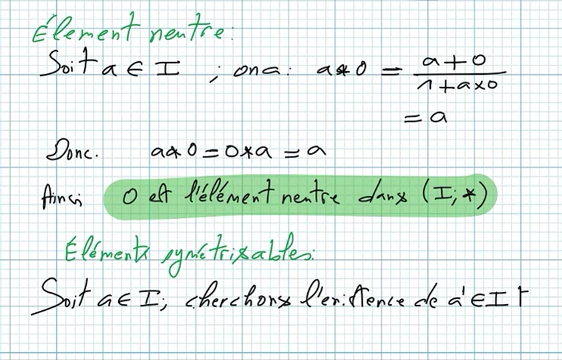 Élément neutre:
Soit a ∈ I ; on a: a*0 = a+0 / 1+a×0
= a
Donc. a*0 = 0*a = a
Ainsi 0 est l'élément neutre dans (I;*)
Éléments symétrisables:
Soit a ∈ I; cherchons l'existence de a' ∈ I